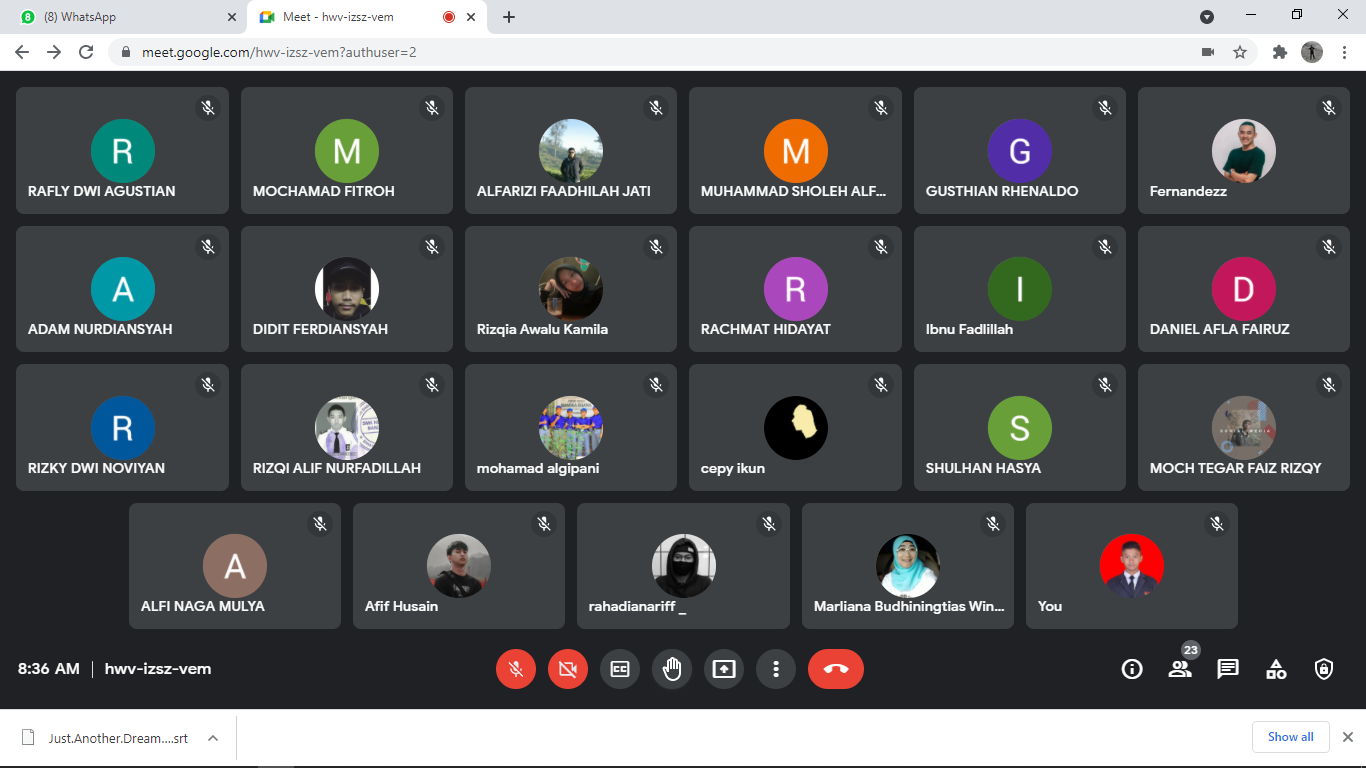 (8) WhatsApp
Meet - hwv-izsz-vem
meet.google.com/hwv-izsz-vem?authuser=2
R
M
M
G
RAFLY DWI AGUSTIAN
MOCHAMAD FITROH
ALFARIZI FAADHILAH JATI
MUHAMMAD SHOLEH ALF...
GUSTHIAN RHENALDO
Fernandezz
A
R
I
D
ADAM NURDIANSYAH
DIDIT FERDIANSYAH
Rizqia Awalu Kamila
RACHMAT HIDAYAT
Ibnu Fadlillah
DANIEL AFLA FAIRUZ
R
S
RIZKY DWI NOVIYAN
RIZQI ALIF NURFADILLAH
mohamad algipani
cepy ikun
SHULHAN HASYA
MOCH TEGAR FAIZ RIZQY
A
ALFI NAGA MULYA
Afif Husain
rahadianariff _
Marliana Budhiningtias Win...
You
8:36 AM | hwv-izsz-vem
23
Just.Another.Dream....srt
Show all